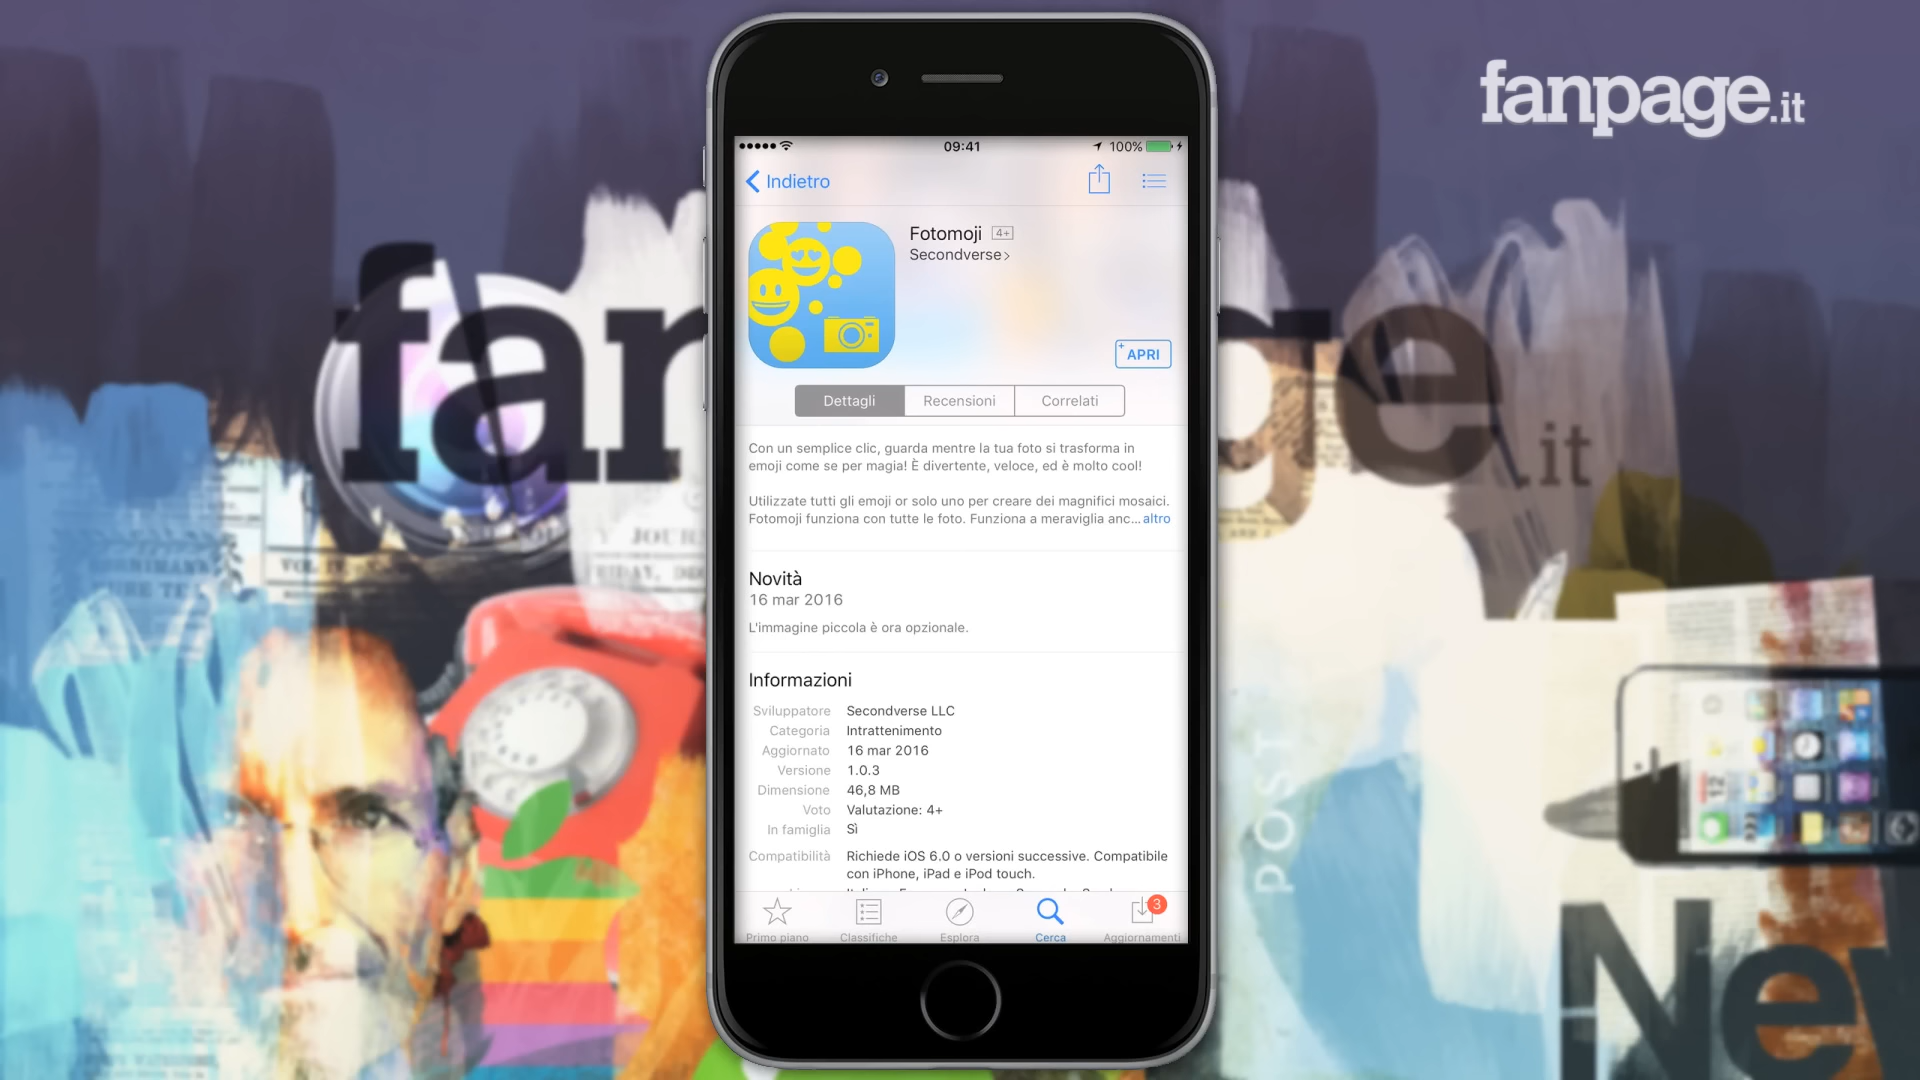 fanpage.it
09:41
100%
Indietro
Fotomoji 4+
Secondverse
+ APRI
Dettagli Recensioni Correlati
Con un semplice clic, guarda mentre la tua foto si trasforma in
emoji come se per magia! È divertente, veloce, ed è molto cool!
Utilizzate tutti gli emoji or solo uno per creare dei magnifici mosaici.
Fotomoji funziona con tutte le foto. Funziona a meraviglia anc... altro
Novità
16 mar 2016
L'immagine piccola è ora opzionale.
Informazioni
Sviluppatore Secondverse LLC
Categoria Intrattenimento
Aggiornato 16 mar 2016
Versione 1.0.3
Dimensione 46,8 MB
Voto Valutazione: 4+
In famiglia Sì
Compatibilità Richiede iOS 6.0 o versioni successive. Compatibile
con iPhone, iPad e iPod touch.
3
Primo piano Classifiche Esplora Cerca Aggiornamenti
fan
ge.it
POST
12
New